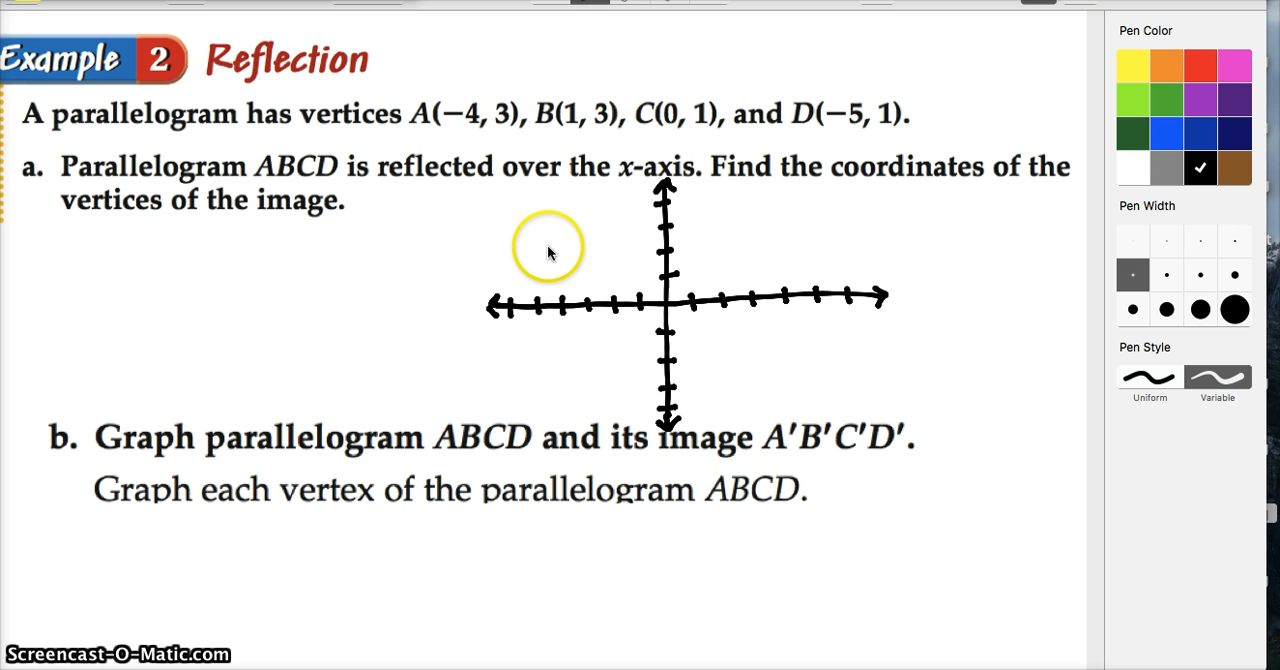 Example 2 Reflection
A parallelogram has vertices A(−4, 3), B(1, 3), C(0, 1), and D(−5, 1).
a. Parallelogram ABCD is reflected over the x-axis. Find the coordinates of the
vertices of the image.
b. Graph parallelogram ABCD and its image A′B′C′D′.
Graph each vertex of the parallelogram ABCD.
Pen Color
Pen Width
Pen Style
Uniform Variable
Screencast-O-Matic.com